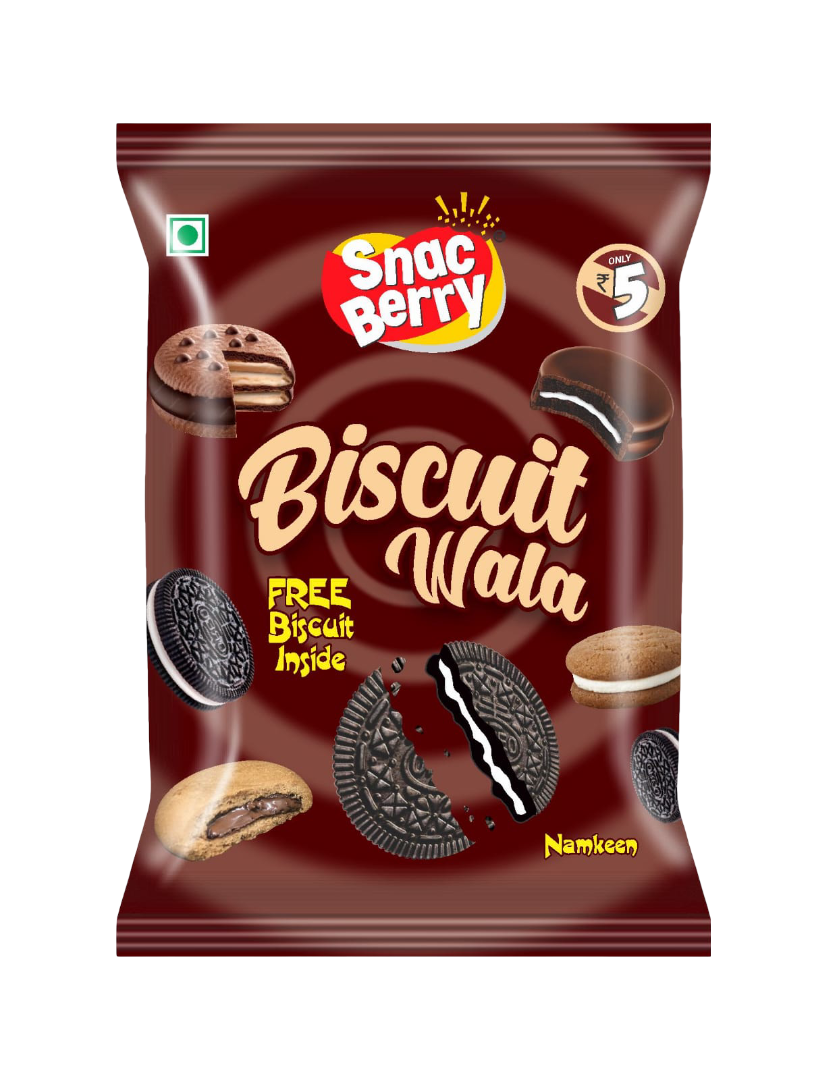 Snac
Berry
ONLY
₹5
Biscuit
Wala
FREE
Biscuit
Inside
Namkeen